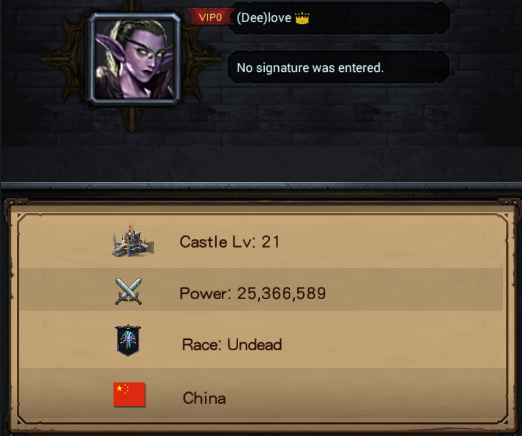 VIP0 (Dee)love 👑
No signature was entered.
Castle Lv: 21
Power: 25,366,589
Race: Undead
China